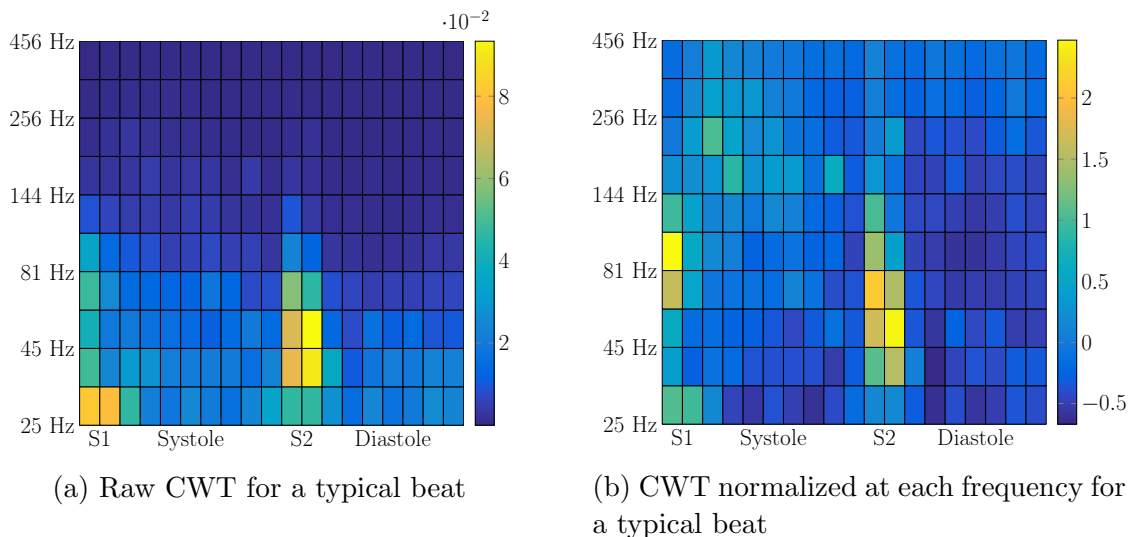 ·10⁻²
456 Hz
256 Hz
144 Hz
81 Hz
45 Hz
25 Hz
8
6
4
2
S1 Systole S2 Diastole
(a) Raw CWT for a typical beat
456 Hz
256 Hz
144 Hz
81 Hz
45 Hz
25 Hz
2
1.5
1
0.5
0
−0.5
S1 Systole S2 Diastole
(b) CWT normalized at each frequency for
a typical beat